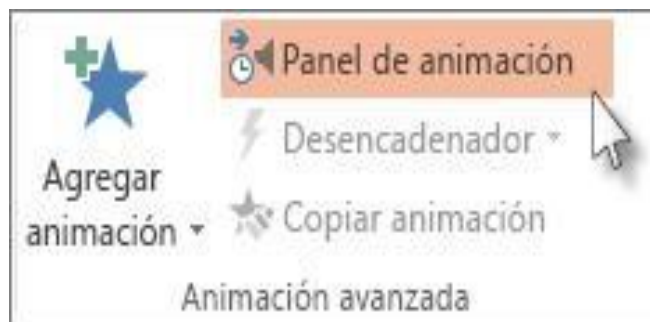 Agregar
animación
Panel de animación
Desencadenador
Copiar animación
Animación avanzada